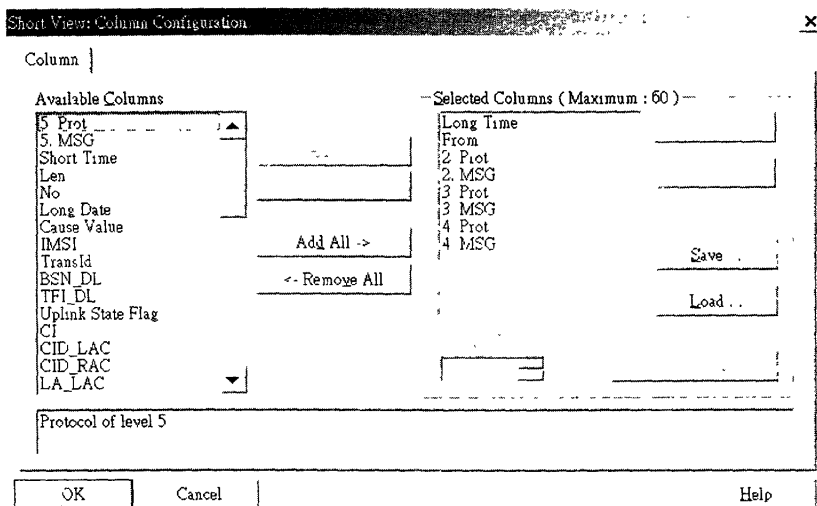 Short View: Column Configuration
Column
Available Columns
5 Prot
5. MSG
Short Time
Len
No
Long Date
Cause Value
IMSI
TransId
BSN_DL
TFI_DL
Uplink State Flag
CI
CID_LAC
CID_RAC
LA_LAC
Add All ->
<- Remove All
Selected Columns ( Maximum : 60 )
Long Time
From
2 Prot
2. MSG
3 Prot
3 MSG
4 Prot
4 MSG
Save .
Load . .
Protocol of level 5
OK
Cancel
Help